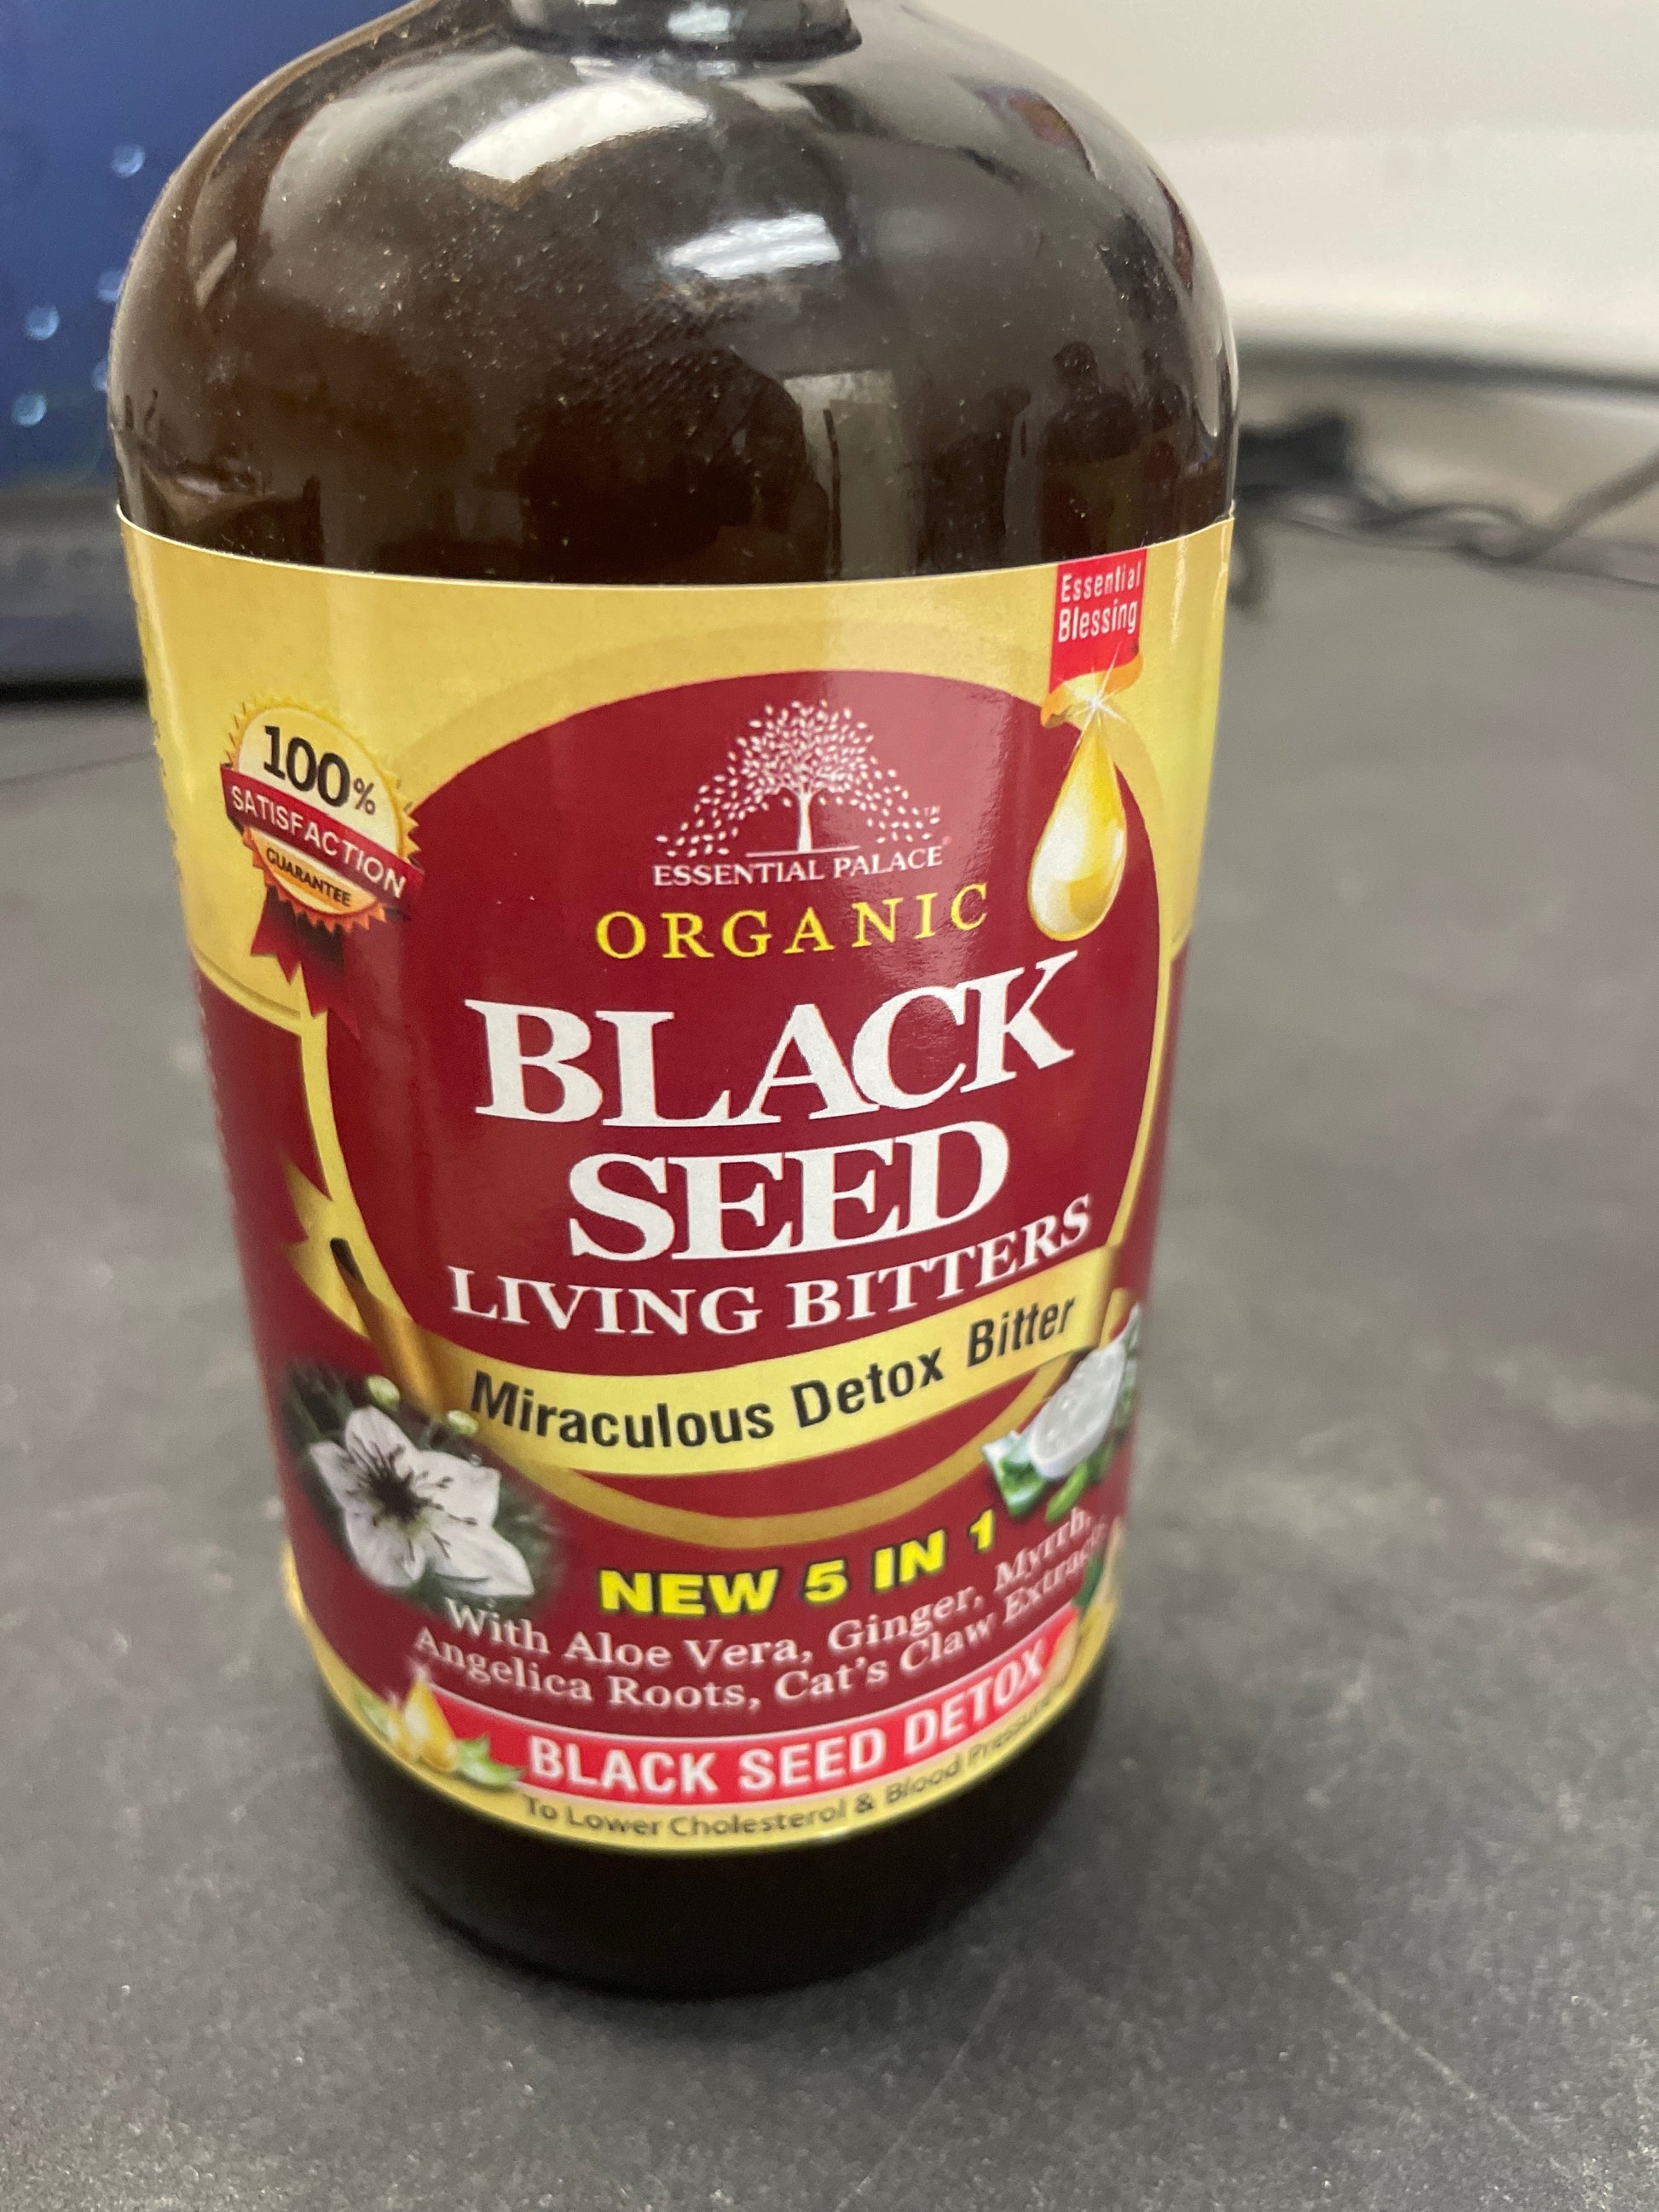 Essential
Blessing
100%
SATISFACTION
GUARANTEE
ESSENTIAL PALACE
ORGANIC
BLACK
SEED
LIVING BITTERS
Miraculous Detox Bitter
NEW 5 IN 1
With Aloe Vera, Ginger, Myrrh,
Angelica Roots, Cat's Claw Extract
BLACK SEED DETOX
To Lower Cholesterol & Blood Pressure